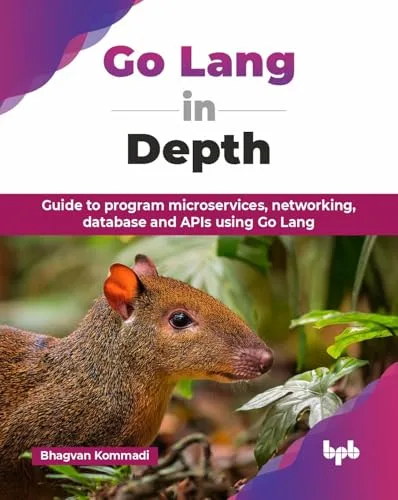 Go Lang
in
Depth
Guide to program microservices, networking,
database and APIs using Go Lang
Bhagvan Kommadi
bpb